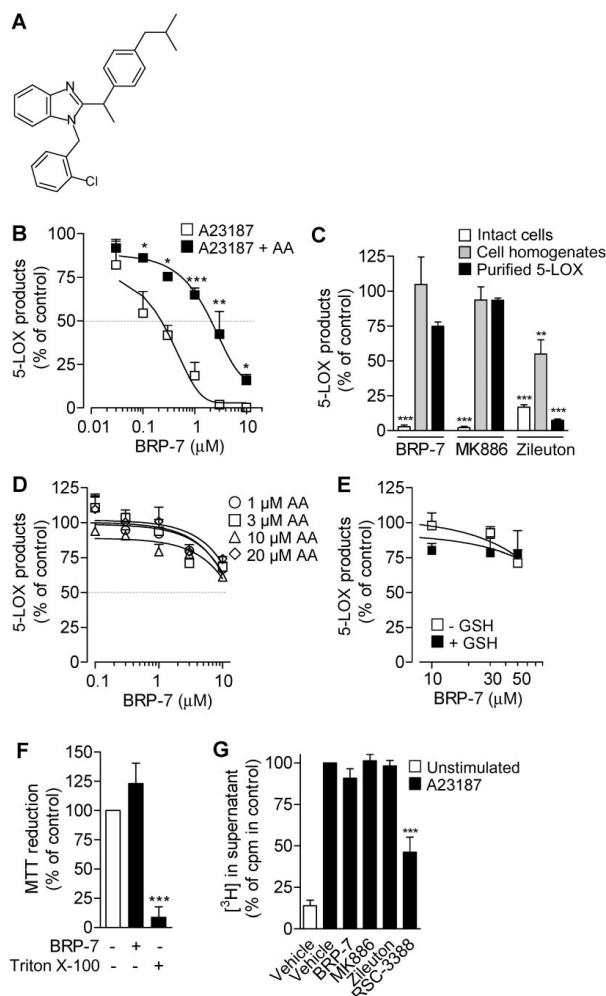 A
N
N
Cl
B
5-LOX products
(% of control)
100
75
50
25
0
0.01 0.1 1 10
BRP-7 (μM)
A23187
A23187 + AA
*
*
***
**
*
C
5-LOX products
(% of control)
125
100
75
50
25
0
Intact cells
Cell homogenates
Purified 5-LOX
***
***
***
**
***
BRP-7 MK886 Zileuton
D
5-LOX products
(% of control)
125
100
75
50
25
0
0.1 1 10
BRP-7 (μM)
1 μM AA
3 μM AA
10 μM AA
20 μM AA
E
5-LOX products
(% of control)
125
100
75
50
25
0
- GSH
+ GSH
10 30 50
BRP-7 (μM)
F
MTT reduction
(% of control)
150
125
100
75
50
25
0
***
BRP-7 - + -
Triton X-100 - - +
G
[³H] in supernatant
(% of cpm in control)
100
75
50
25
0
Unstimulated
A23187
***
Vehicle
Vehicle
BRP-7
MK886
Zileuton
RSC-3388